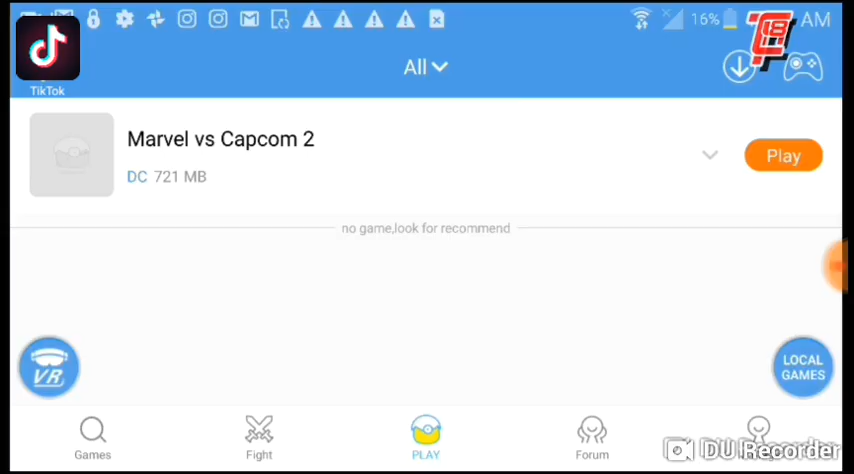 16%
AM
TikTok
All
Marvel vs Capcom 2
DC 721 MB
Play
no game,look for recommend
VR
LOCAL
GAMES
Games
Fight
PLAY
Forum
DU Recorder